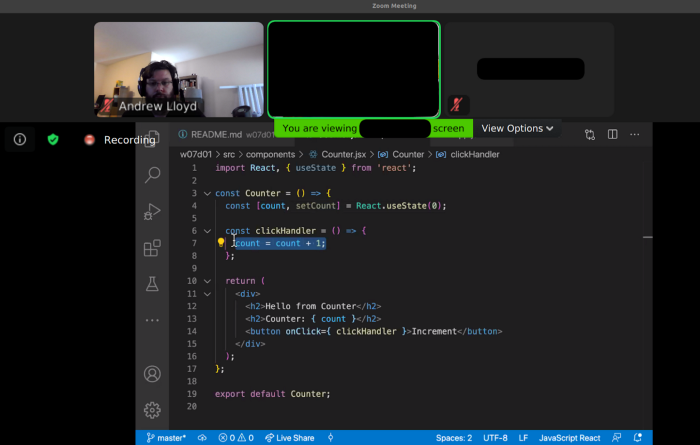 Zoom Meeting
Andrew Lloyd
You are viewing screen
View Options
Recording
README.md w07d01
w07d01 > src > components > Counter.jsx > Counter > clickHandler
1 import React, { useState } from 'react';
2
3 const Counter = () => {
4 const [count, setCount] = React.useState(0);
5
6 const clickHandler = () => {
7 count = count + 1;
8 };
9
10 return (
11 <div>
12 <h2>Hello from Counter</h2>
13 <h2>Counter: { count }</h2>
14 <button onClick={ clickHandler }>Increment</button>
15 </div>
16 );
17 };
18
19 export default Counter;
20
master* 0 0 Live Share Spaces: 2 UTF-8 LF JavaScript React